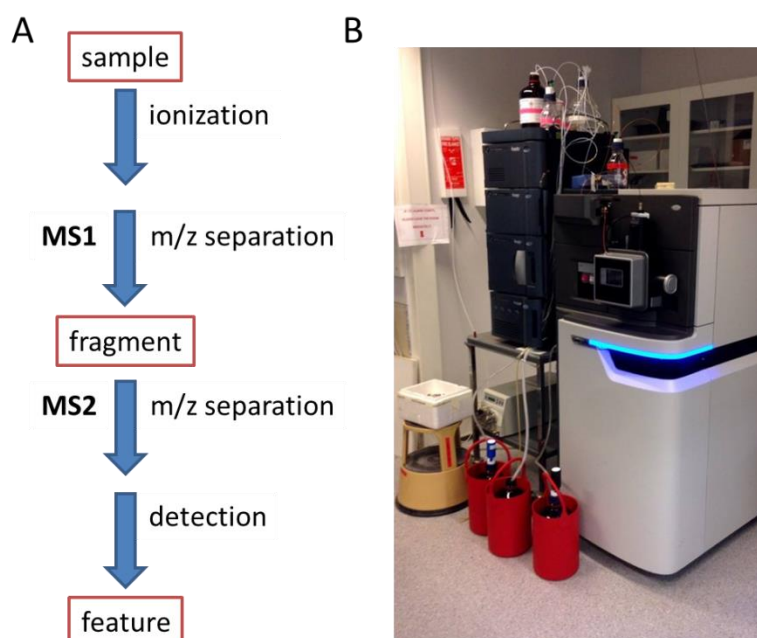 A
sample
ionization
MS1 m/z separation
fragment
MS2 m/z separation
detection
feature
B